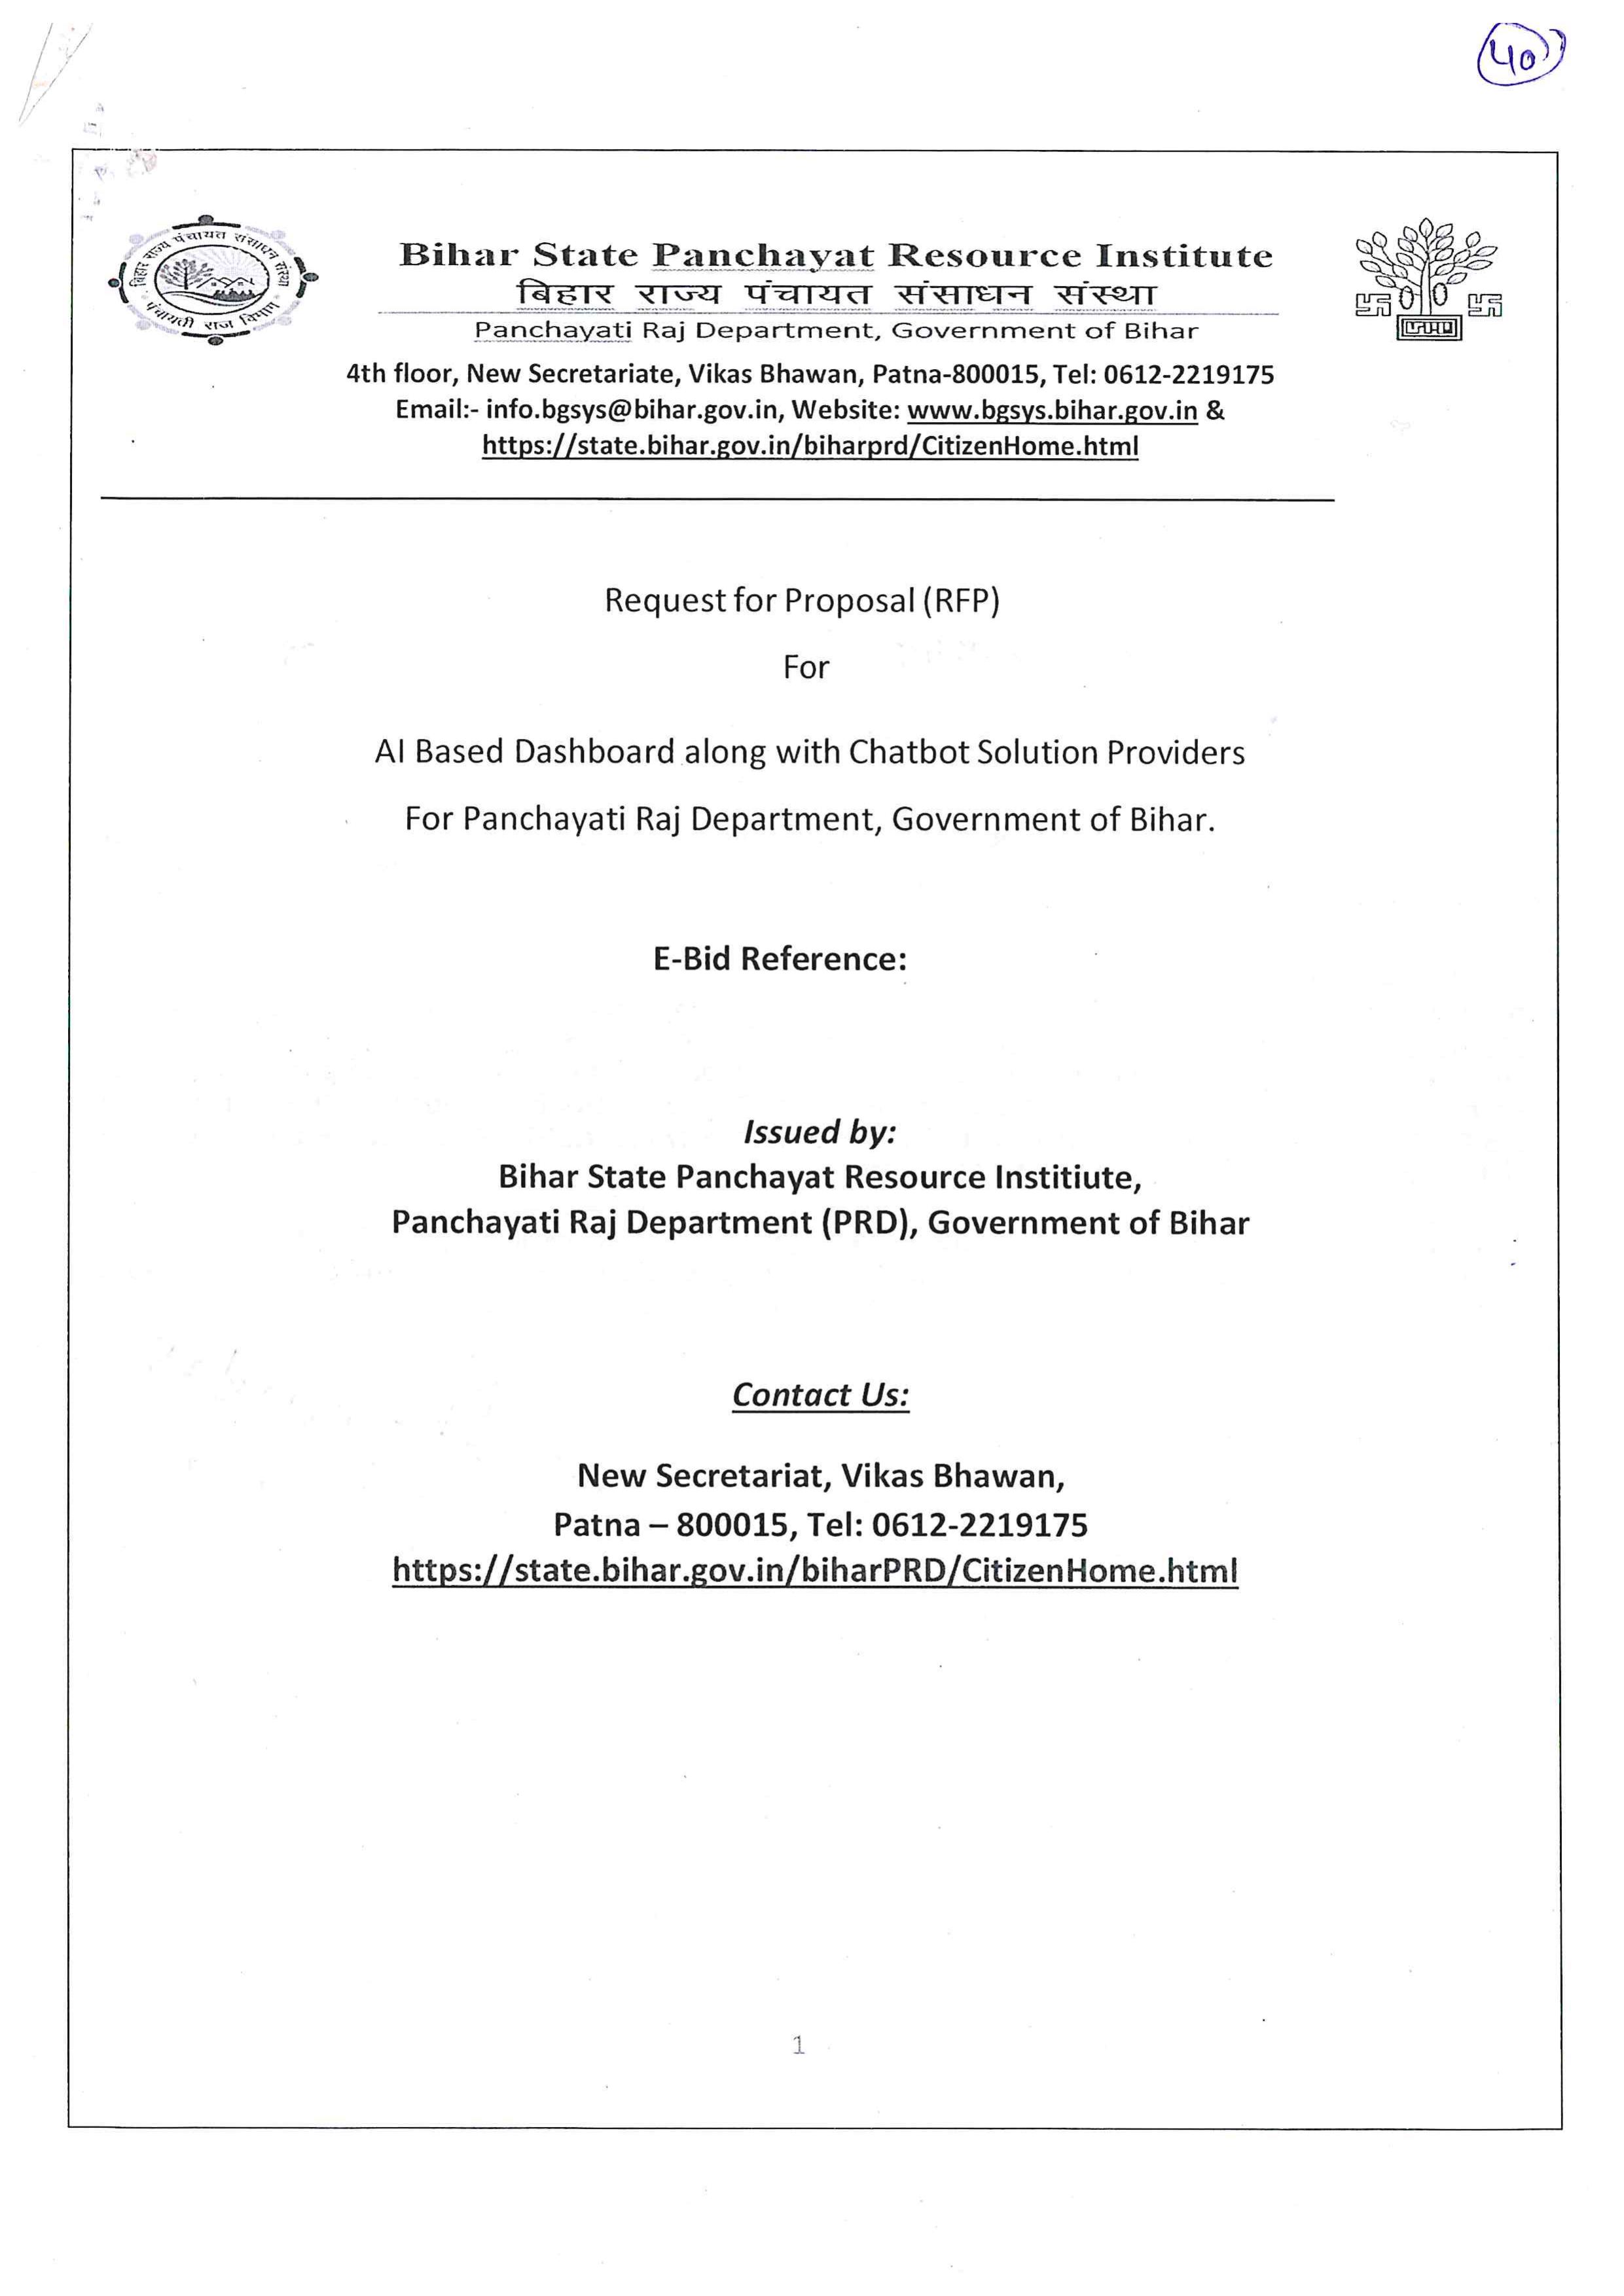 40
बिहार राज्य पंचायत संसाधन संस्था
पंचायती राज विभाग
Bihar State Panchayat Resource Institute
बिहार राज्य पंचायत संसाधन संस्था
Panchayati Raj Department, Government of Bihar
4th floor, New Secretariate, Vikas Bhawan, Patna-800015, Tel: 0612-2219175
Email:- info.bgsys@bihar.gov.in, Website: www.bgsys.bihar.gov.in &
https://state.bihar.gov.in/biharprd/CitizenHome.html
Request for Proposal (RFP)
For
AI Based Dashboard along with Chatbot Solution Providers
For Panchayati Raj Department, Government of Bihar.
E-Bid Reference:
Issued by:
Bihar State Panchayat Resource Institiute,
Panchayati Raj Department (PRD), Government of Bihar
Contact Us:
New Secretariat, Vikas Bhawan,
Patna – 800015, Tel: 0612-2219175
https://state.bihar.gov.in/biharPRD/CitizenHome.html
1